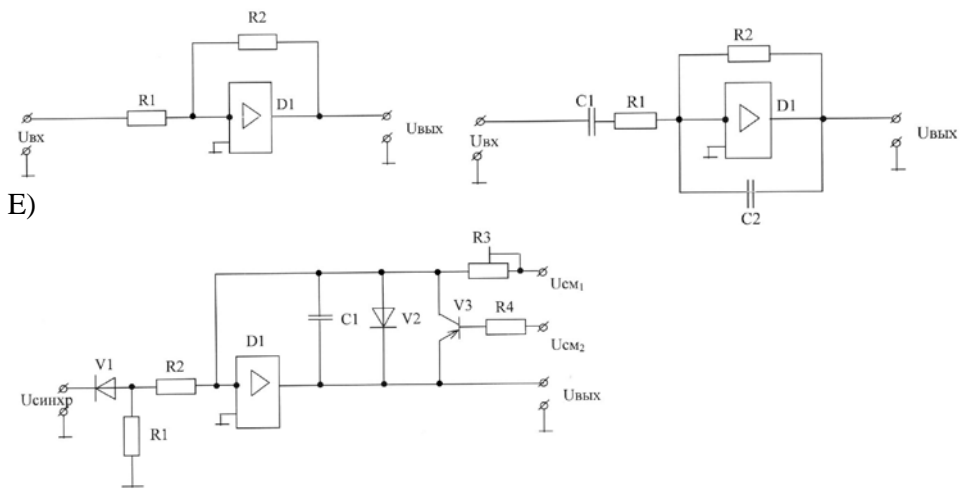 R2
R1
D1
Uвх
Uвых
R2
C1
R1
D1
Uвх
Uвых
C2
E)
R3
Uсм1
C1
V2
V3
R4
Uсм2
D1
V1
R2
Uсинхр
R1
Uвых